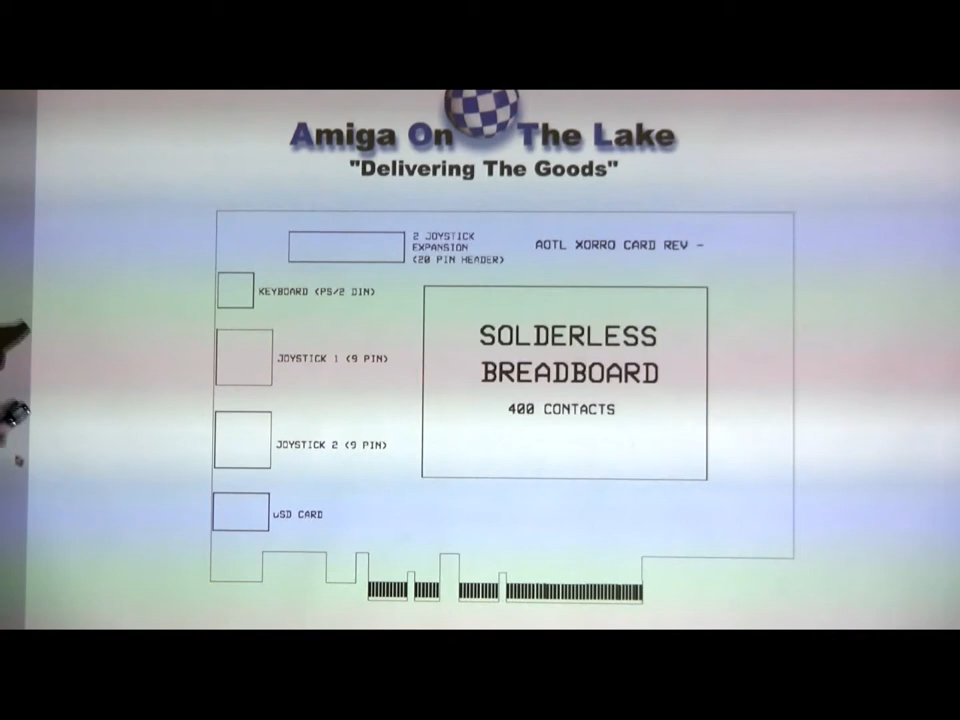 Amiga On The Lake
"Delivering The Goods"
2 JOYSTICK
EXPANSION
(20 PIN HEADER)
AOTL XORRO CARD REV -
KEYBOARD (PS/2 DIN)
SOLDERLESS
BREADBOARD
400 CONTACTS
JOYSTICK 1 (9 PIN)
JOYSTICK 2 (9 PIN)
uSD CARD